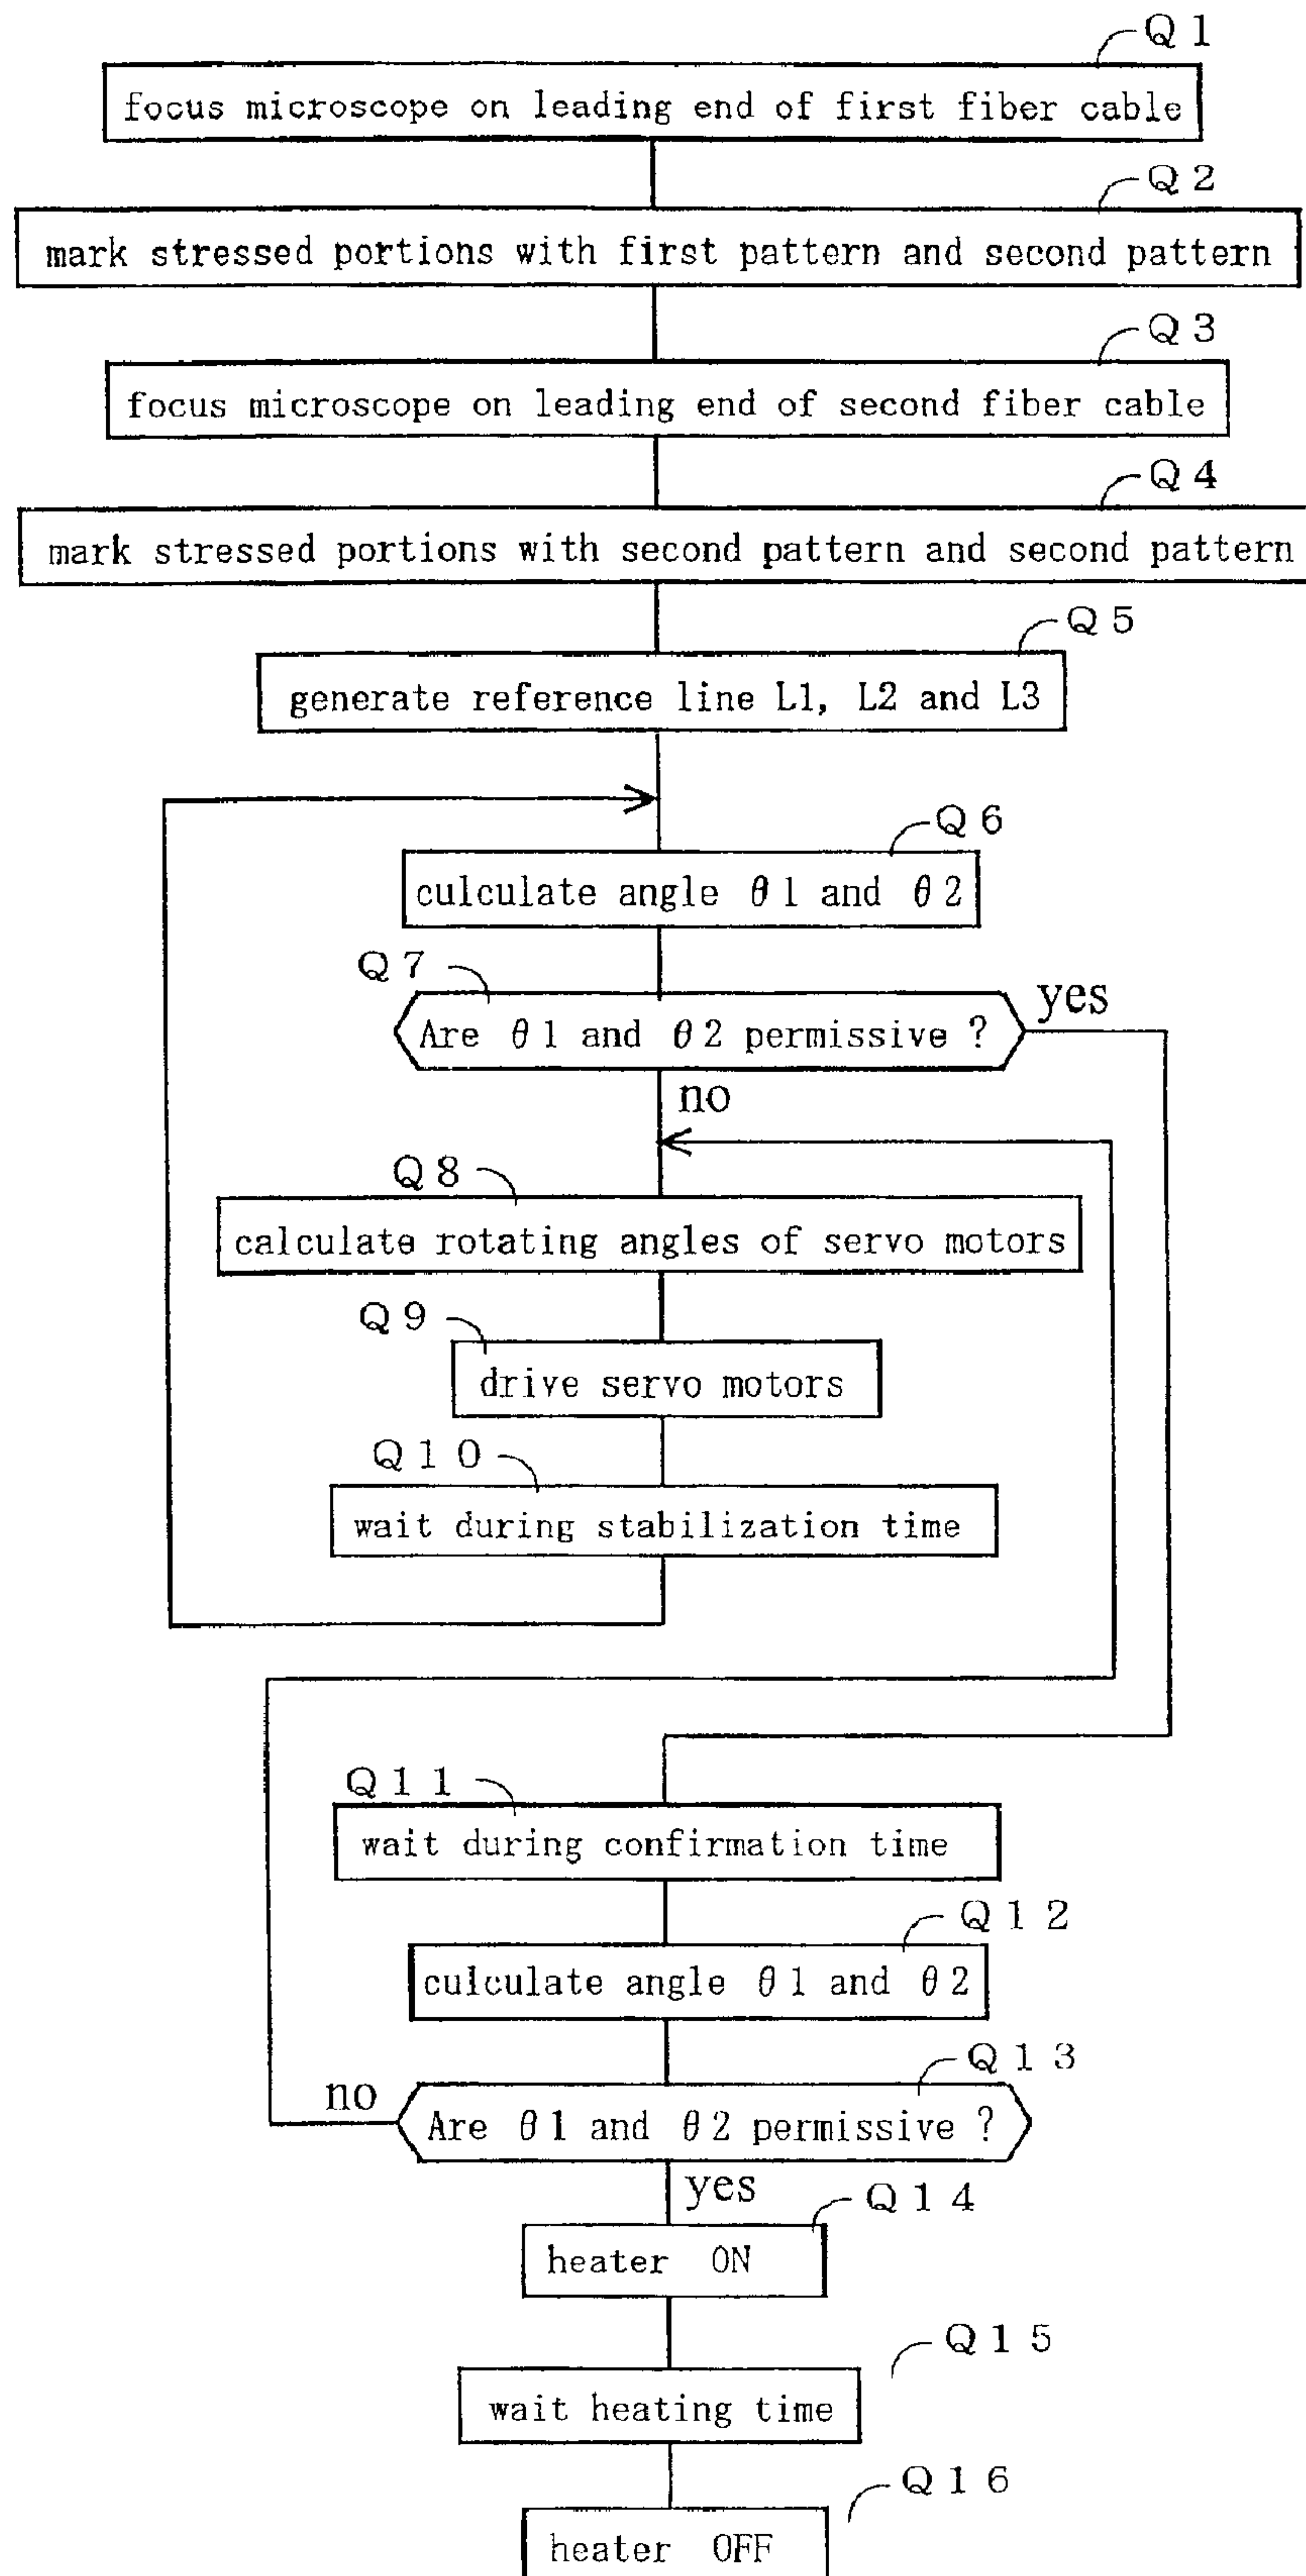 Q1
focus microscope on leading end of first fiber cable
Q2
mark stressed portions with first pattern and second pattern
Q3
focus microscope on leading end of second fiber cable
Q4
mark stressed portions with second pattern and second pattern
Q5
generate reference line L1, L2 and L3
Q6
culculate angle θ1 and θ2
Q7
yes
Are θ1 and θ2 permissive ?
no
Q8
calculate rotating angles of servo motors
Q9
drive servo motors
Q10
wait during stabilization time
Q11
wait during confirmation time
Q12
culculate angle θ1 and θ2
Q13
no
Are θ1 and θ2 permissive ?
yes
Q14
heater ON
Q15
wait heating time
Q16
heater OFF